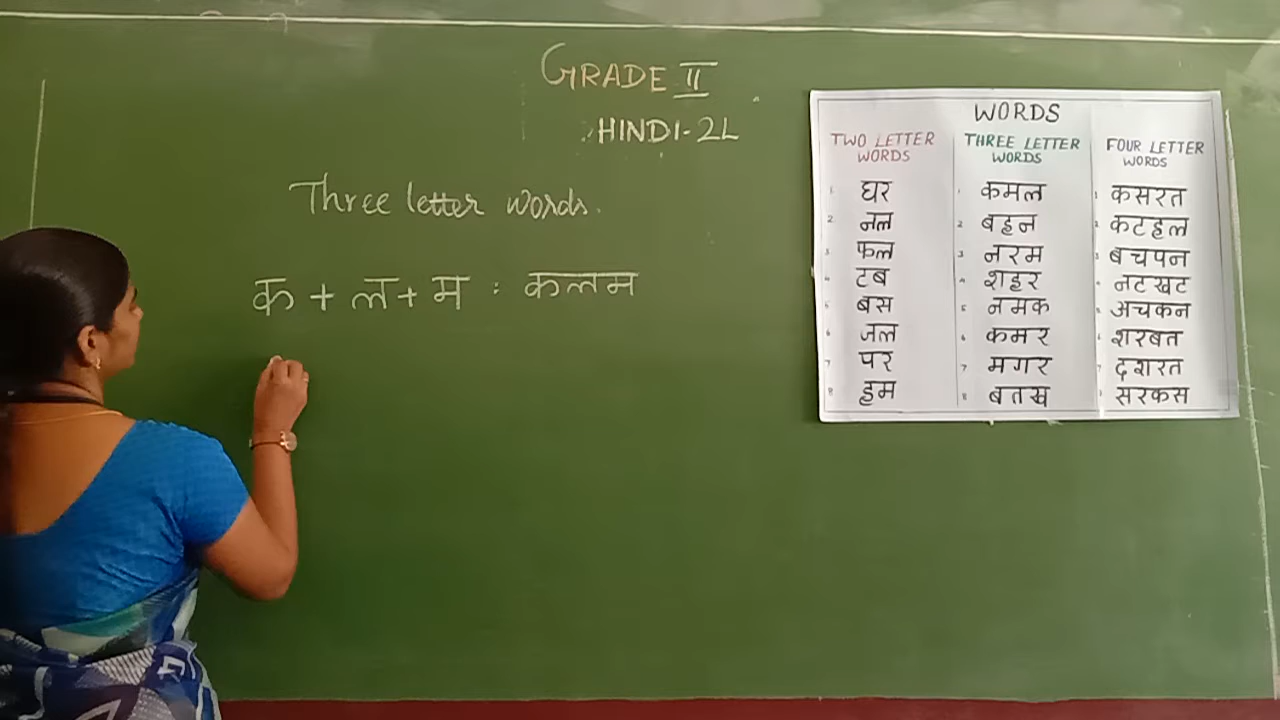 GRADE II
HINDI-2L
Three letter words.
क + ल + म : कलम
WORDS
TWO LETTER WORDS
1 घर
2 नल
3 फल
4 टब
5 बस
6 जल
7 पर
8 हम
THREE LETTER WORDS
1 कमल
2 बहन
3 नरम
4 शहर
5 नमक
6 कमर
7 मगर
8 बतख
FOUR LETTER WORDS
1 कसरत
2 कटहल
3 बचपन
4 नटखट
5 अचकन
6 शरबत
7 दशरत
8 सरकस